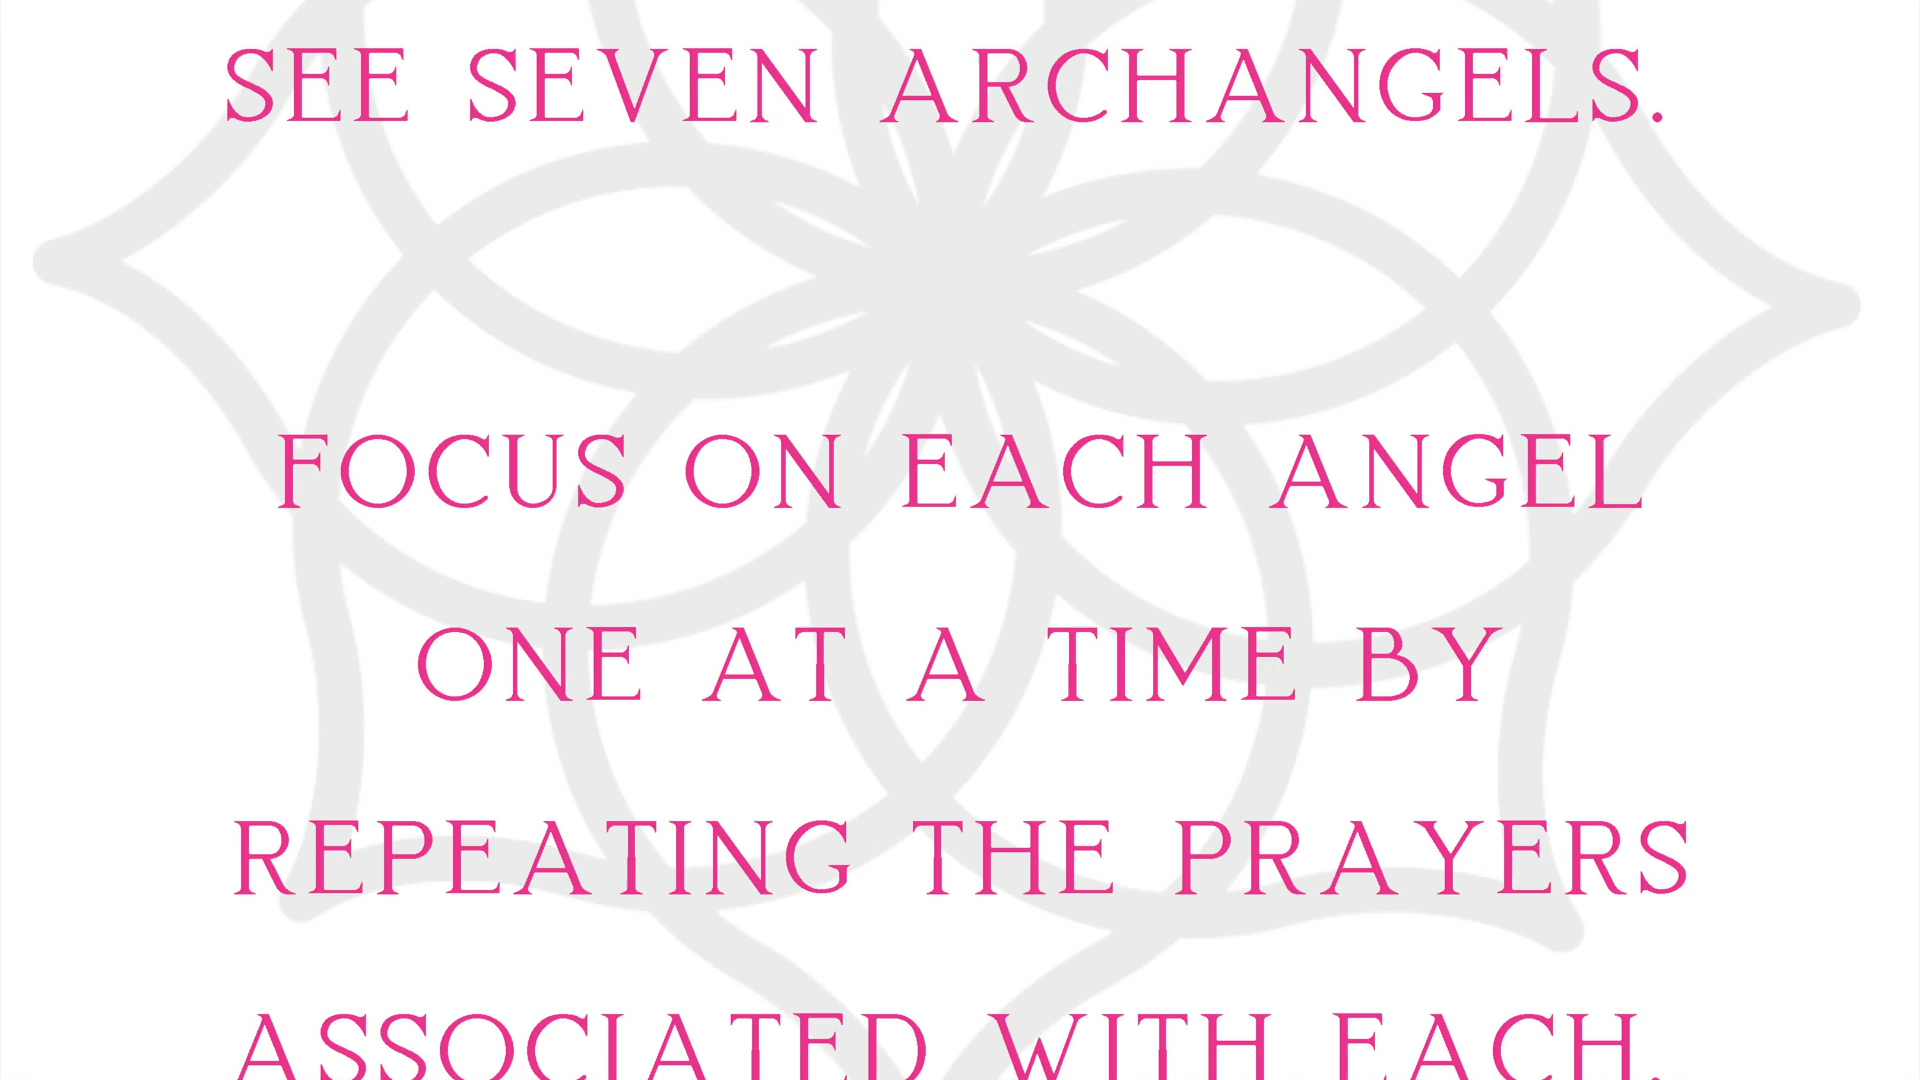 SEE SEVEN ARCHANGELS.
FOCUS ON EACH ANGEL
ONE AT A TIME BY
REPEATING THE PRAYERS
ASSOCIATED WITH EACH.